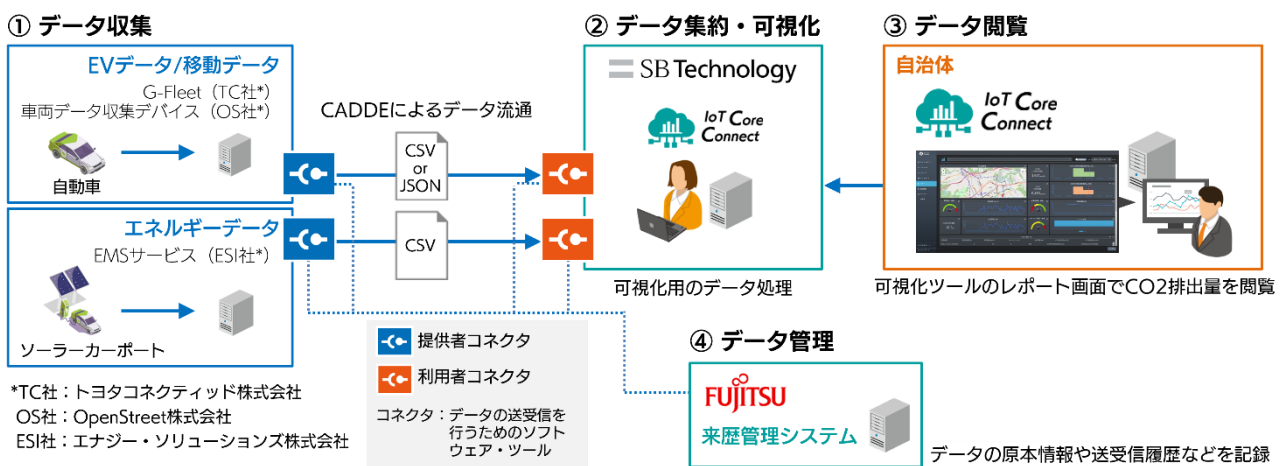 ① データ収集
EVデータ/移動データ
G-Fleet（TC社*）
車両データ収集デバイス（OS社*）
自動車
エネルギーデータ
EMSサービス（ESI社*）
ソーラーカーポート
*TC社：トヨタコネクティッド株式会社
OS社：OpenStreet株式会社
ESI社：エナジー・ソリューションズ株式会社
CADDEによるデータ流通
CSV
or
JSON
CSV
提供者コネクタ
利用者コネクタ
コネクタ：データの送受信を
行うためのソフト
ウェア・ツール
② データ集約・可視化
SB Technology
IoT Core
Connect
可視化用のデータ処理
③ データ閲覧
自治体
IoT Core
Connect
可視化ツールのレポート画面でCO2排出量を閲覧
④ データ管理
FUJITSU
来歴管理システム
データの原本情報や送受信履歴などを記録